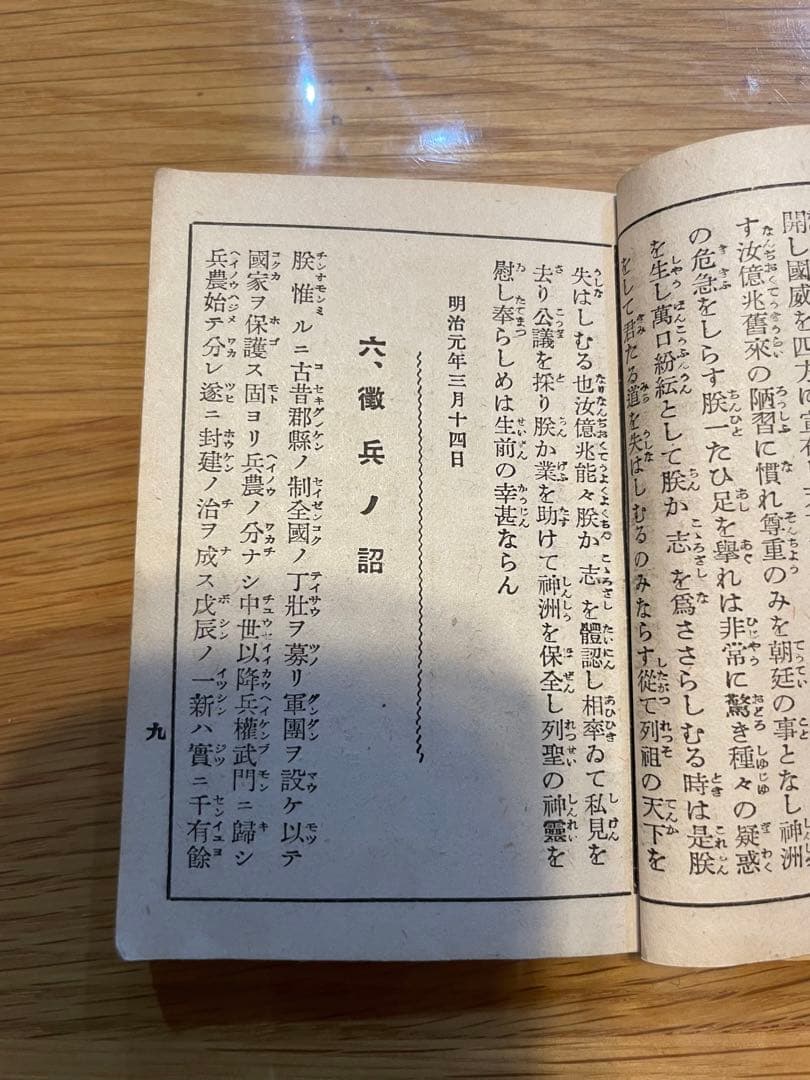 開し國威を四方に宣布
す汝億兆舊來の陋習に慣れ尊重のみを朝廷の事となし神洲
の危急をしらす朕一たひ足を擧れは非常に驚き種々の疑惑
を生し萬口紛紜として朕か志を爲ささらしむる時は是朕
をして君たる道を失はしむるのみならす從て列祖の天下を
失はしむる也汝億兆能々朕か志を體認し相率ゐて私見を
去り公議を採り朕か業を助けて神洲を保全し列聖の神靈を
慰し奉らしめは生前の幸甚ならん
明治元年三月十四日
六、徵兵ノ詔
朕惟ルニ古昔郡縣ノ制全國ノ丁壯ヲ募リ軍團ヲ設ケ以テ
國家ヲ保護ス固ヨリ兵農ノ分ナシ中世以降兵權武門ニ歸シ
兵農始テ分レ遂ニ封建ノ治ヲ成ス戊辰ノ一新ハ實ニ千有餘
九